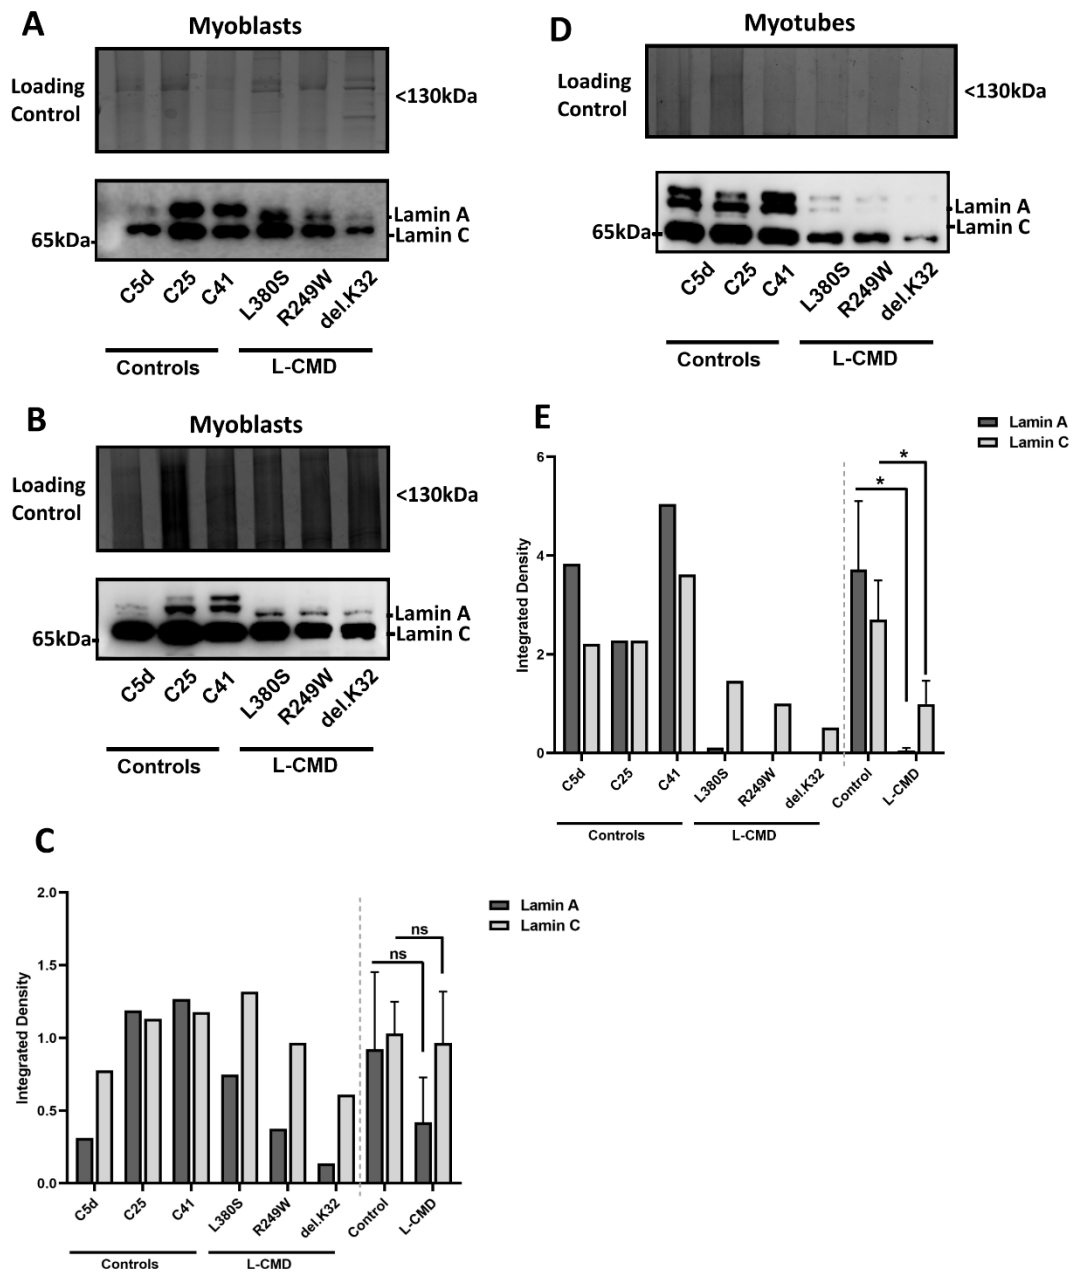 A
Myoblasts
Loading
Control
<130kDa
Lamin A
Lamin C
65kDa
C5d C25 C41 L380S R249W del.K32
Controls L-CMD
B
Myoblasts
Loading
Control
<130kDa
Lamin A
Lamin C
65kDa
C5d C25 C41 L380S R249W del.K32
Controls L-CMD
C
2.0
1.5
1.0
0.5
0.0
Integrated Density
Lamin A
Lamin C
ns
ns
C5d C25 C41 L380S R249W del.K32 Control L-CMD
Controls L-CMD
D
Myotubes
Loading
Control
<130kDa
Lamin A
Lamin C
65kDa
C5d C25 C41 L380S R249W del.K32
Controls L-CMD
E
Lamin A
Lamin C
6
4
2
0
Integrated Density
*
*
C5d C25 C41 L380S R249W del.K32 Control L-CMD
Controls L-CMD